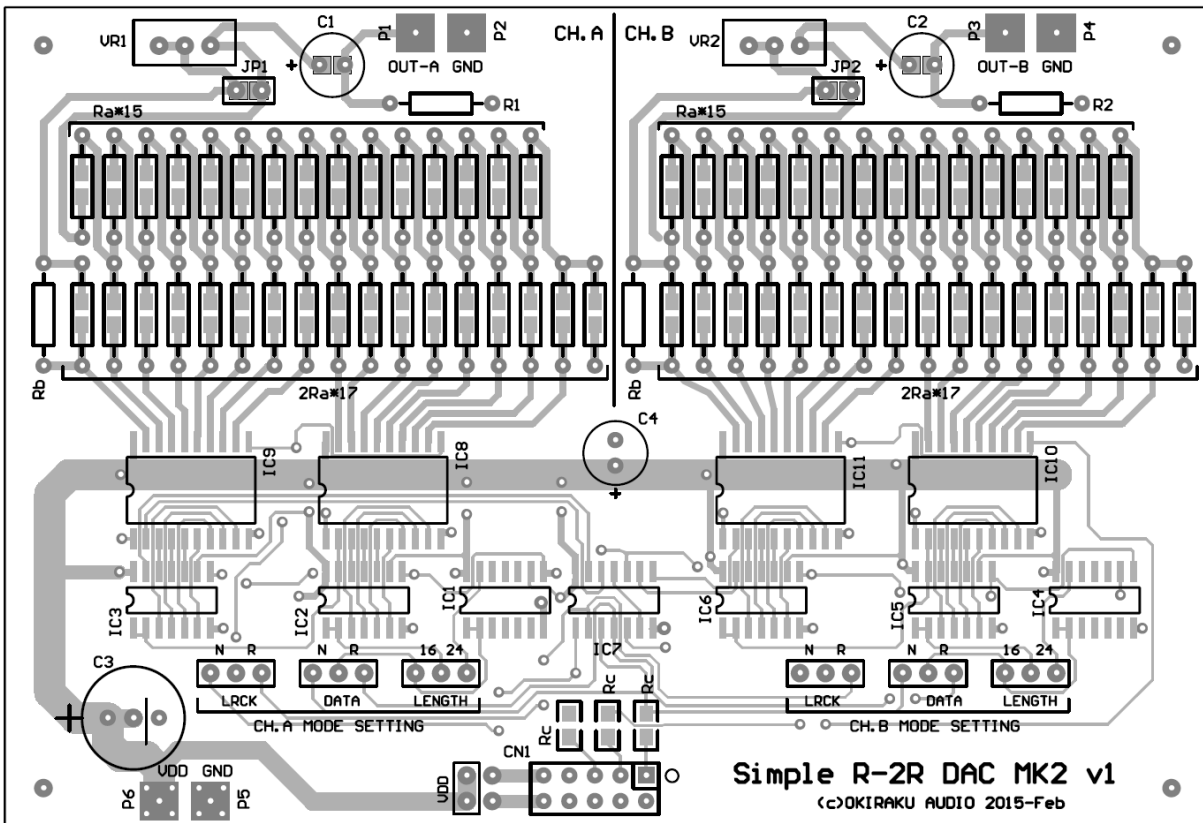 VR1 C1 P1 P2 CH.A CH.B VR2 C2 P3 P4
JP1 + OUT-A GND JP2 + OUT-B GND
Ra*15 R1 Ra*15 R2
Rb 2Ra*17 Rb 2Ra*17
C4
+
IC9 IC8 IC11 IC10
IC3 IC2 IC1 IC7 IC6 IC5 IC4
C3 N R N R 16 24 N R N R 16 24
+ LRCK DATA LENGTH Rc Rc LRCK DATA LENGTH
CH.A MODE SETTING Rc CH.B MODE SETTING
VDD GND CN1
P6 P5 VDD
Simple R-2R DAC MK2 v1
(c)OKIRAKU AUDIO 2015-Feb